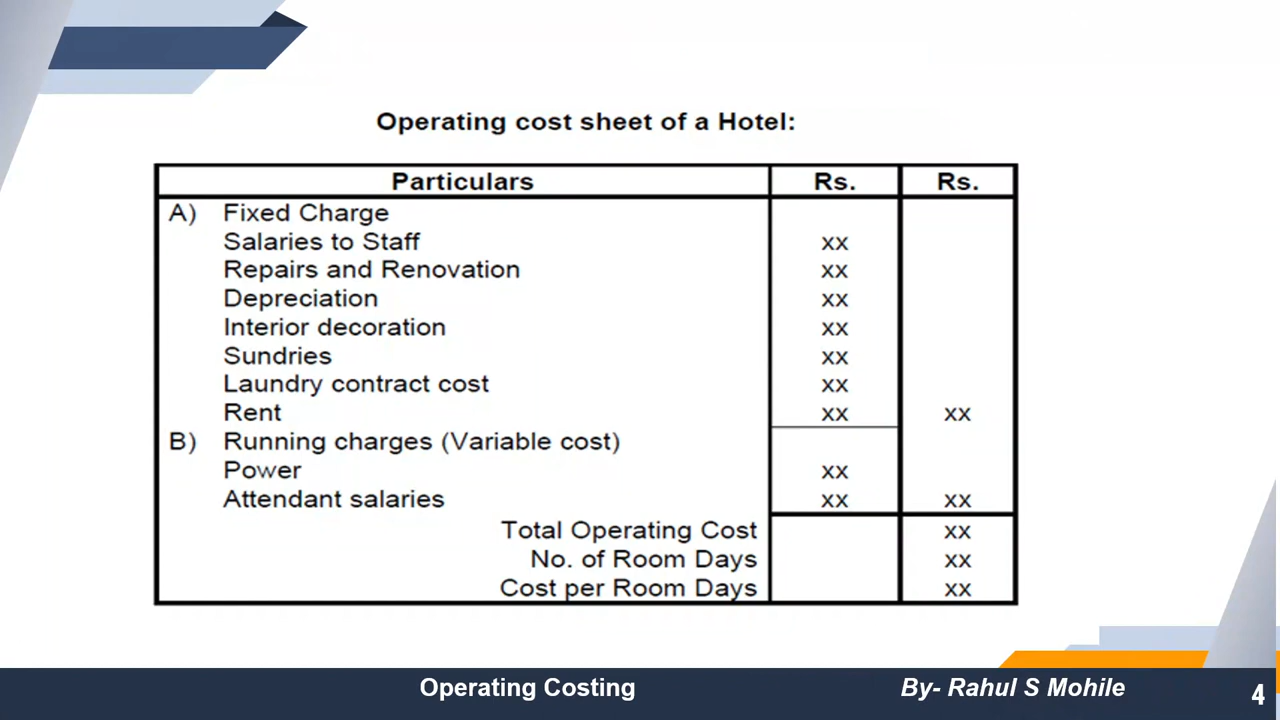 Operating cost sheet of a Hotel:
Particulars Rs. Rs.
A) Fixed Charge
Salaries to Staff xx
Repairs and Renovation xx
Depreciation xx
Interior decoration xx
Sundries xx
Laundry contract cost xx
Rent xx xx
B) Running charges (Variable cost)
Power xx
Attendant salaries xx xx
Total Operating Cost xx
No. of Room Days xx
Cost per Room Days xx
Operating Costing By- Rahul S Mohile 4